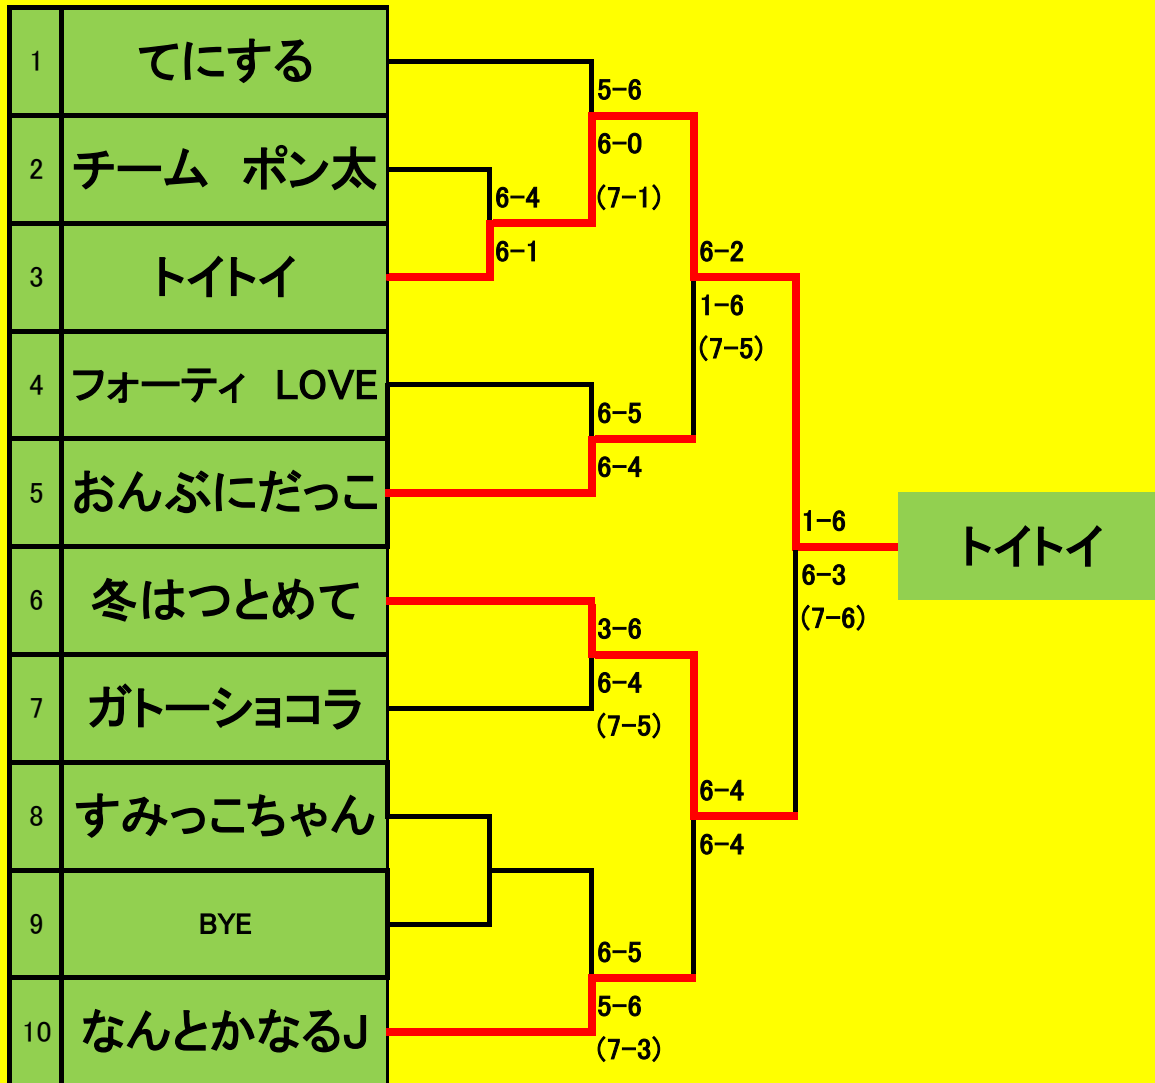 1 てにする
2 チーム ポン太
3 トイトイ
4 フォーティ LOVE
5 おんぶにだっこ
6 冬はつとめて
7 ガトーショコラ
8 すみっこちゃん
9 BYE
10 なんとかなるJ
6-4
6-1
5-6
6-0
(7-1)
6-5
6-4
3-6
6-4
(7-5)
6-5
5-6
(7-3)
6-2
1-6
(7-5)
6-4
6-4
1-6
6-3
(7-6)
トイトイ